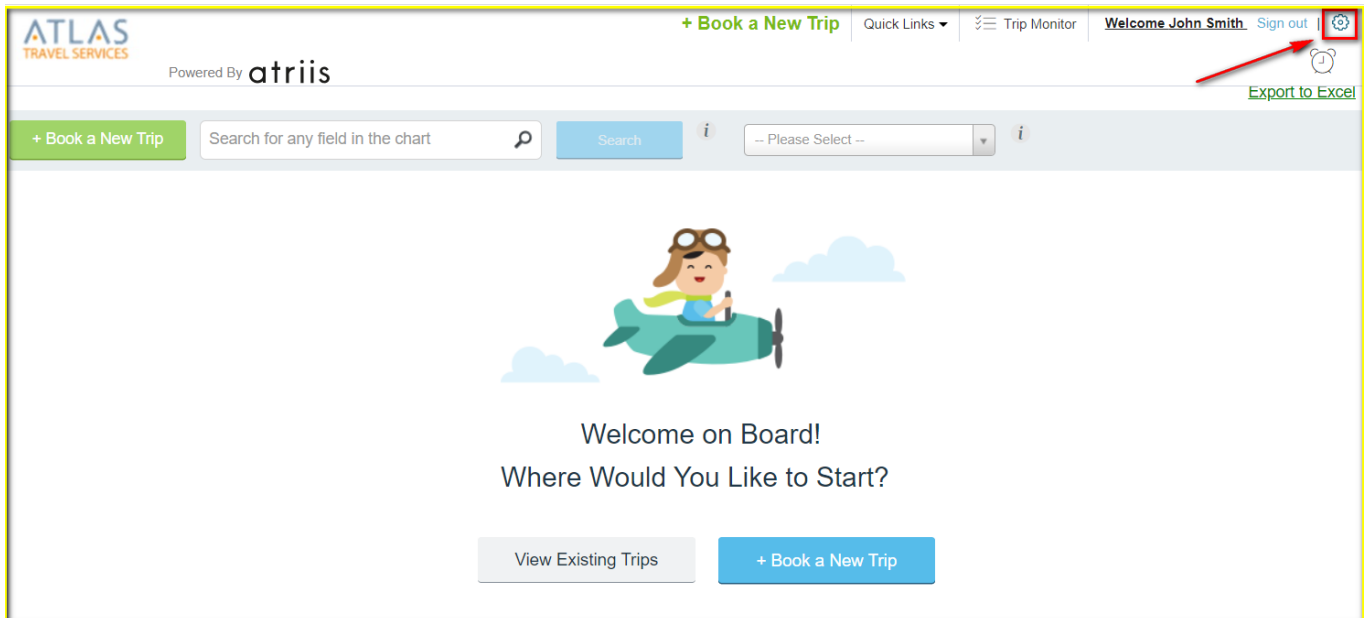 ATLAS
TRAVEL SERVICES
Powered By atriis
+ Book a New Trip
Quick Links
Trip Monitor
Welcome John Smith
Sign out |
Export to Excel
+ Book a New Trip
Search for any field in the chart
Search
i
-- Please Select --
i
Welcome on Board!
Where Would You Like to Start?
View Existing Trips
+ Book a New Trip